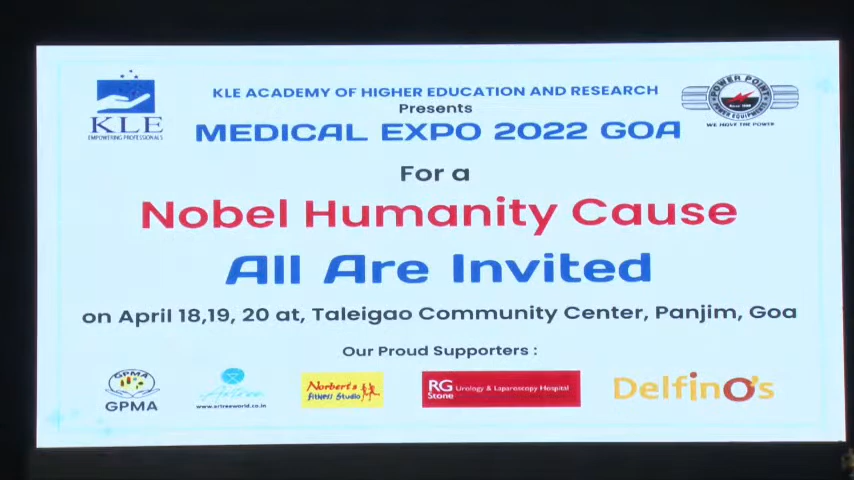 KLE ACADEMY OF HIGHER EDUCATION AND RESEARCH
Presents
MEDICAL EXPO 2022 GOA
KLE
EMPOWERING PROFESSIONALS
POWER POINT
POWER EQUIPMENTS
WE MOVE THE POWER
For a
Nobel Humanity Cause
All Are Invited
on April 18,19, 20 at, Taleigao Community Center, Panjim, Goa
Our Proud Supporters :
GPMA
GPMA
Artree
www.artreeworld.co.in
Norbert's
fitness Studio
RG Urology & Laparoscopy Hospital
Stone
Delfino's